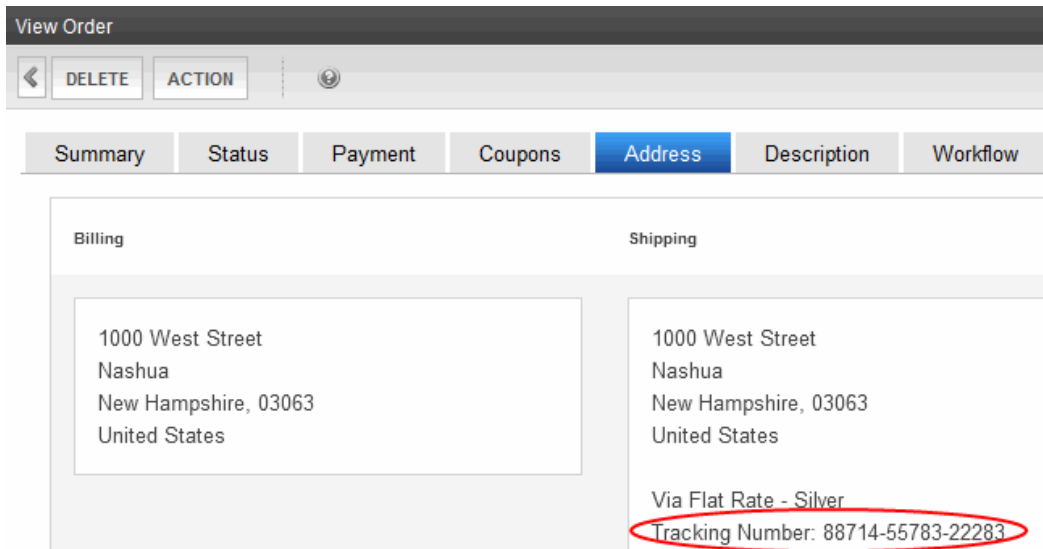 View Order
DELETE ACTION
Summary Status Payment Coupons Address Description Workflow
Billing
1000 West Street
Nashua
New Hampshire, 03063
United States
Shipping
1000 West Street
Nashua
New Hampshire, 03063
United States
Via Flat Rate - Silver
Tracking Number: 88714-55783-22283